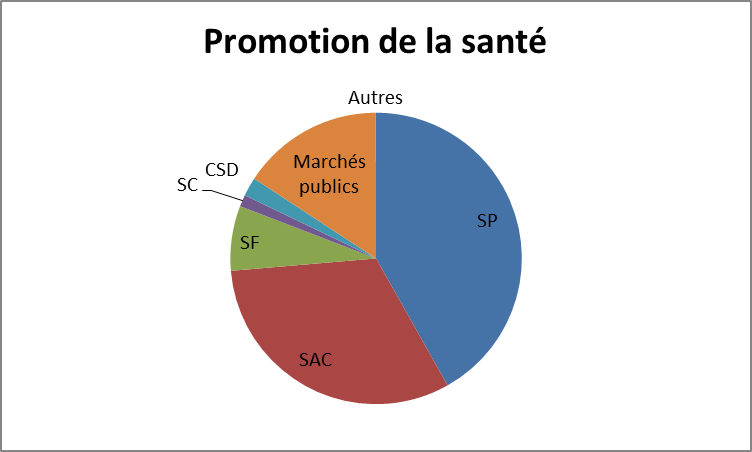 Promotion de la santé
Autres
Marchés
publics
CSD
SC
SP
SF
SAC